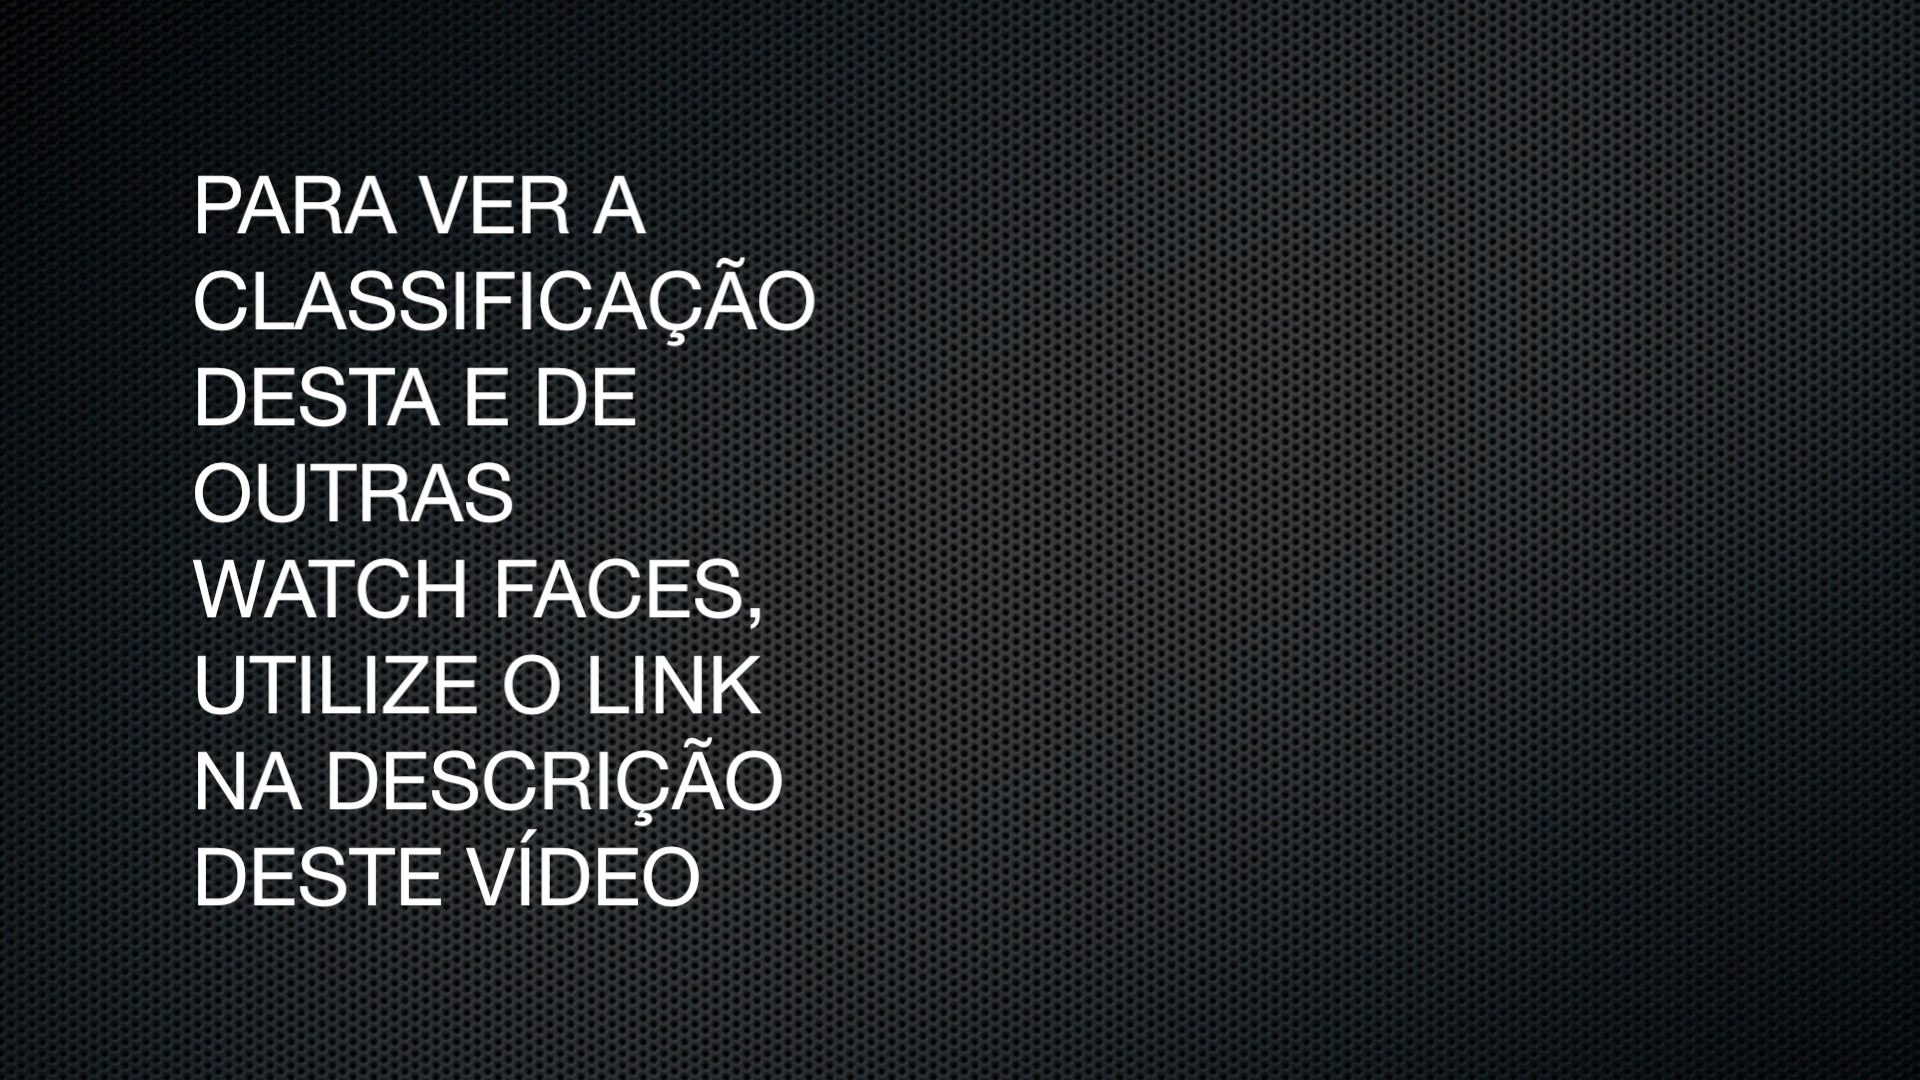 PARA VER A
CLASSIFICAÇÃO
DESTA E DE
OUTRAS
WATCH FACES,
UTILIZE O LINK
NA DESCRIÇÃO
DESTE VÍDEO